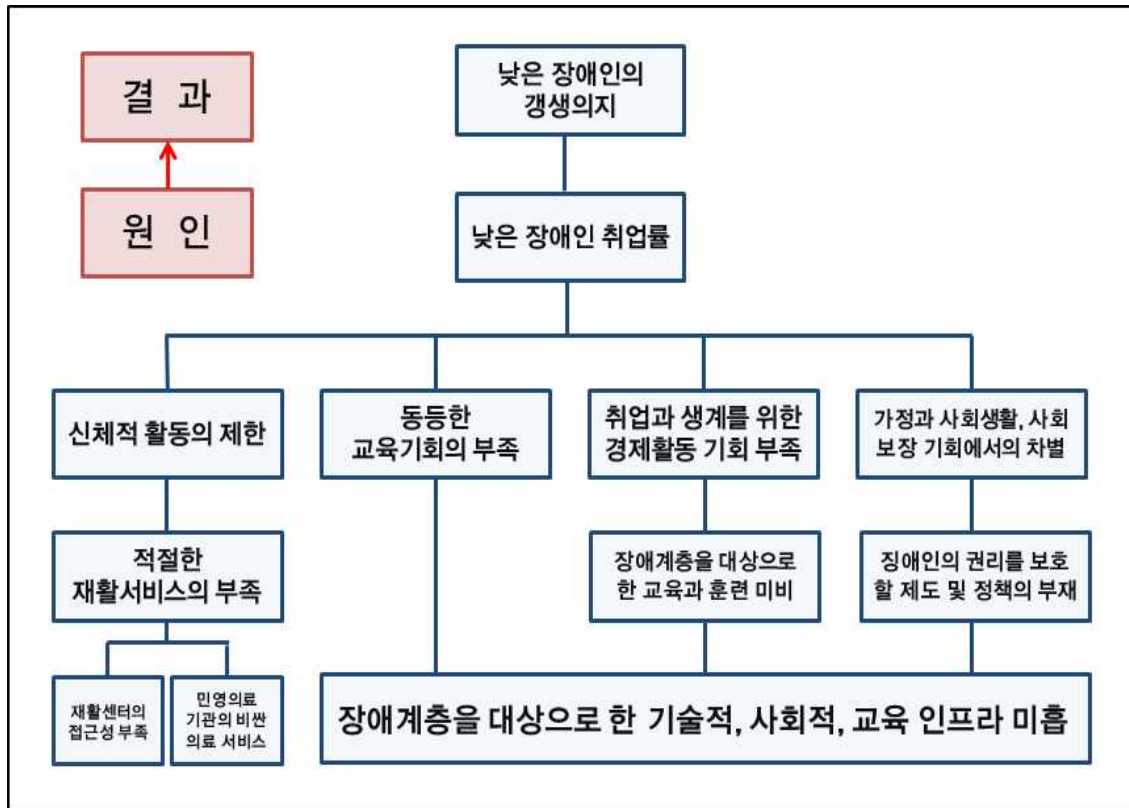 결 과
원 인
낮은 장애인의
갱생의지
낮은 장애인 취업률
신체적 활동의 제한
동등한
교육기회의 부족
취업과 생계를 위한
경제활동 기회 부족
가정과 사회생활, 사회
보장 기회에서의 차별
적절한
재활서비스의 부족
장애계층을 대상으로
한 교육과 훈련 미비
징애인의 권리를 보호
할 제도 및 정책의 부재
재활센터의
접근성 부족
민영의료
기관의 비싼
의료 서비스
장애계층을 대상으로 한 기술적, 사회적, 교육 인프라 미흡